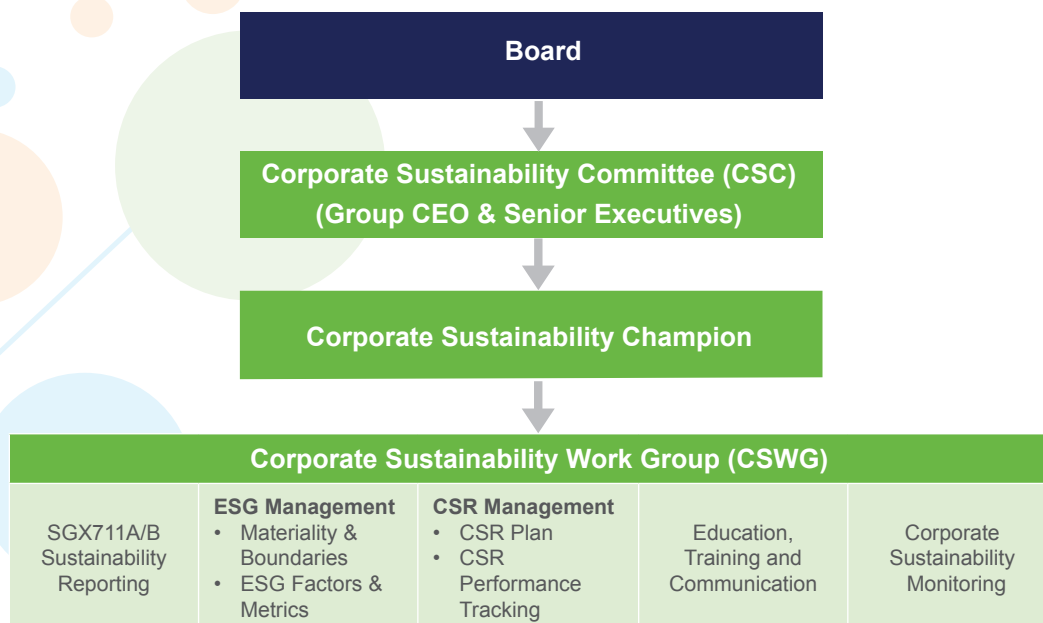 Board
Corporate Sustainability Committee (CSC)
(Group CEO & Senior Executives)
Corporate Sustainability Champion
Corporate Sustainability Work Group (CSWG)
SGX711A/B
Sustainability
Reporting
ESG Management
• Materiality &
Boundaries
• ESG Factors &
Metrics
CSR Management
• CSR Plan
• CSR
Performance
Tracking
Education,
Training and
Communication
Corporate
Sustainability
Monitoring